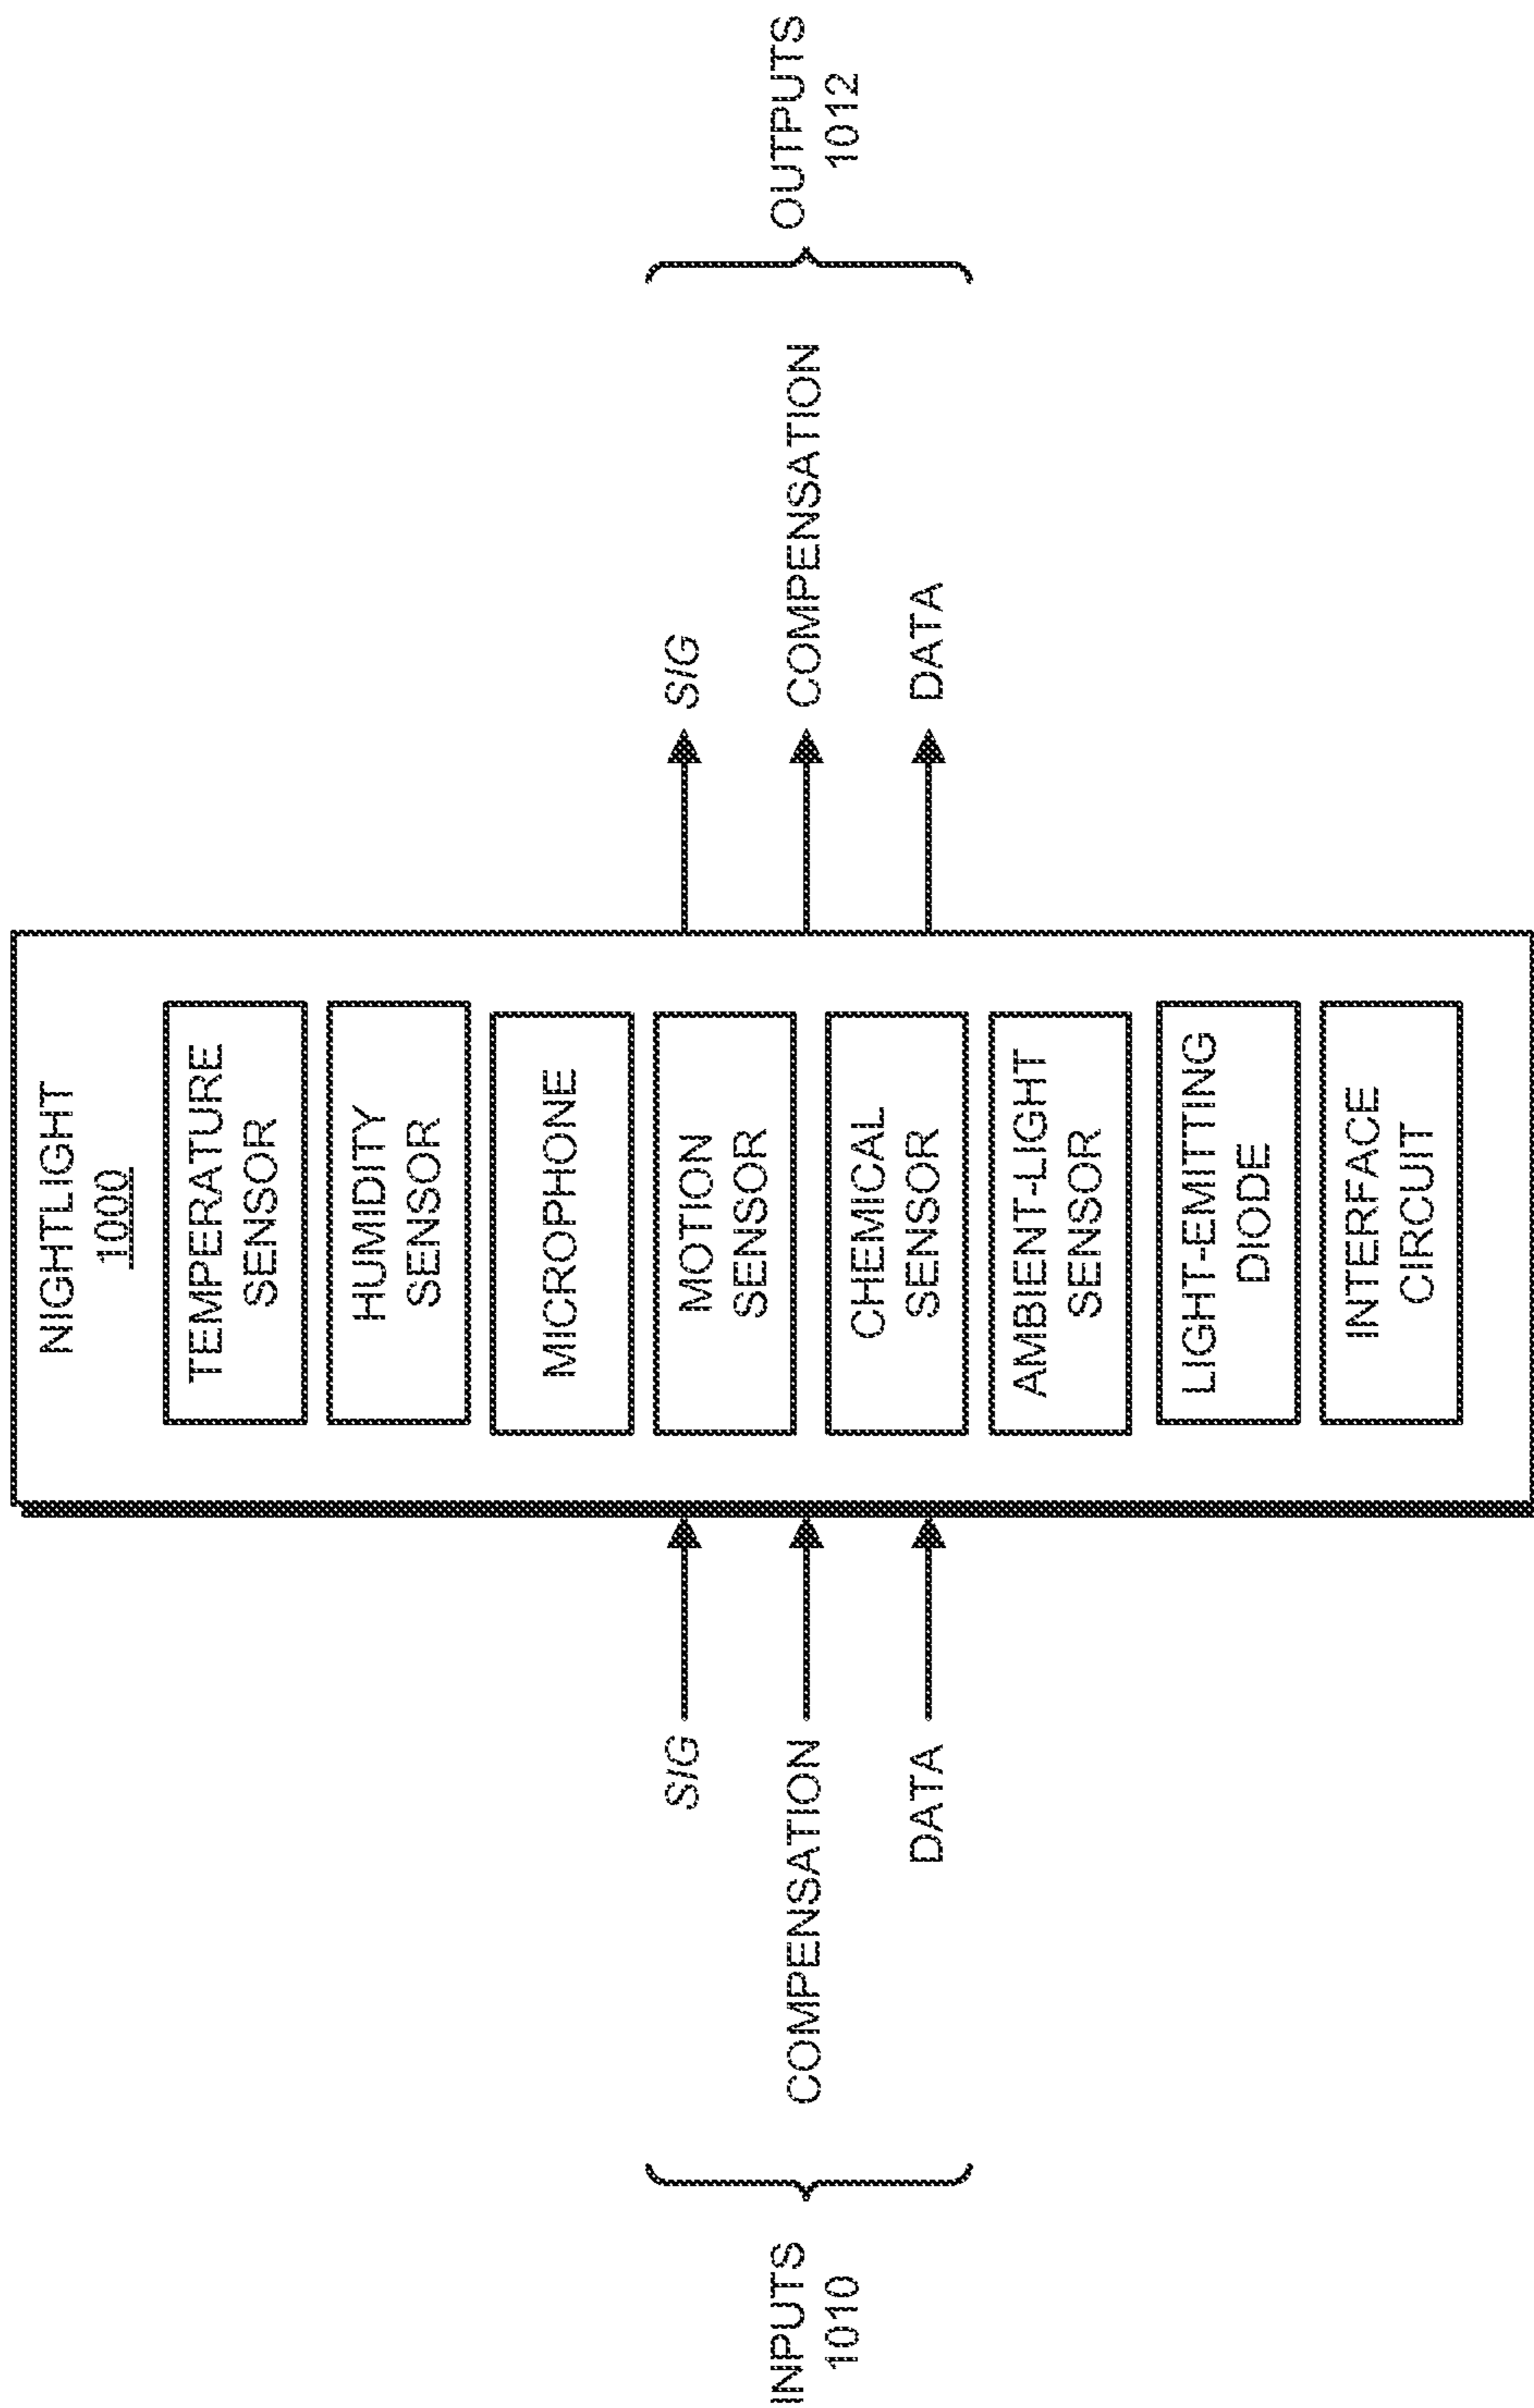 NIGHTLIGHT
1000
TEMPERATURE
SENSOR
HUMIDITY
SENSOR
MICROPHONE
MOTION
SENSOR
CHEMICAL
SENSOR
AMBIENT-LIGHT
SENSOR
LIGHT-EMITTING
DIODE
INTERFACE
CIRCUIT
INPUTS
1010
SIG
COMPENSATION
DATA
SIG
COMPENSATION
DATA
OUTPUTS
1012